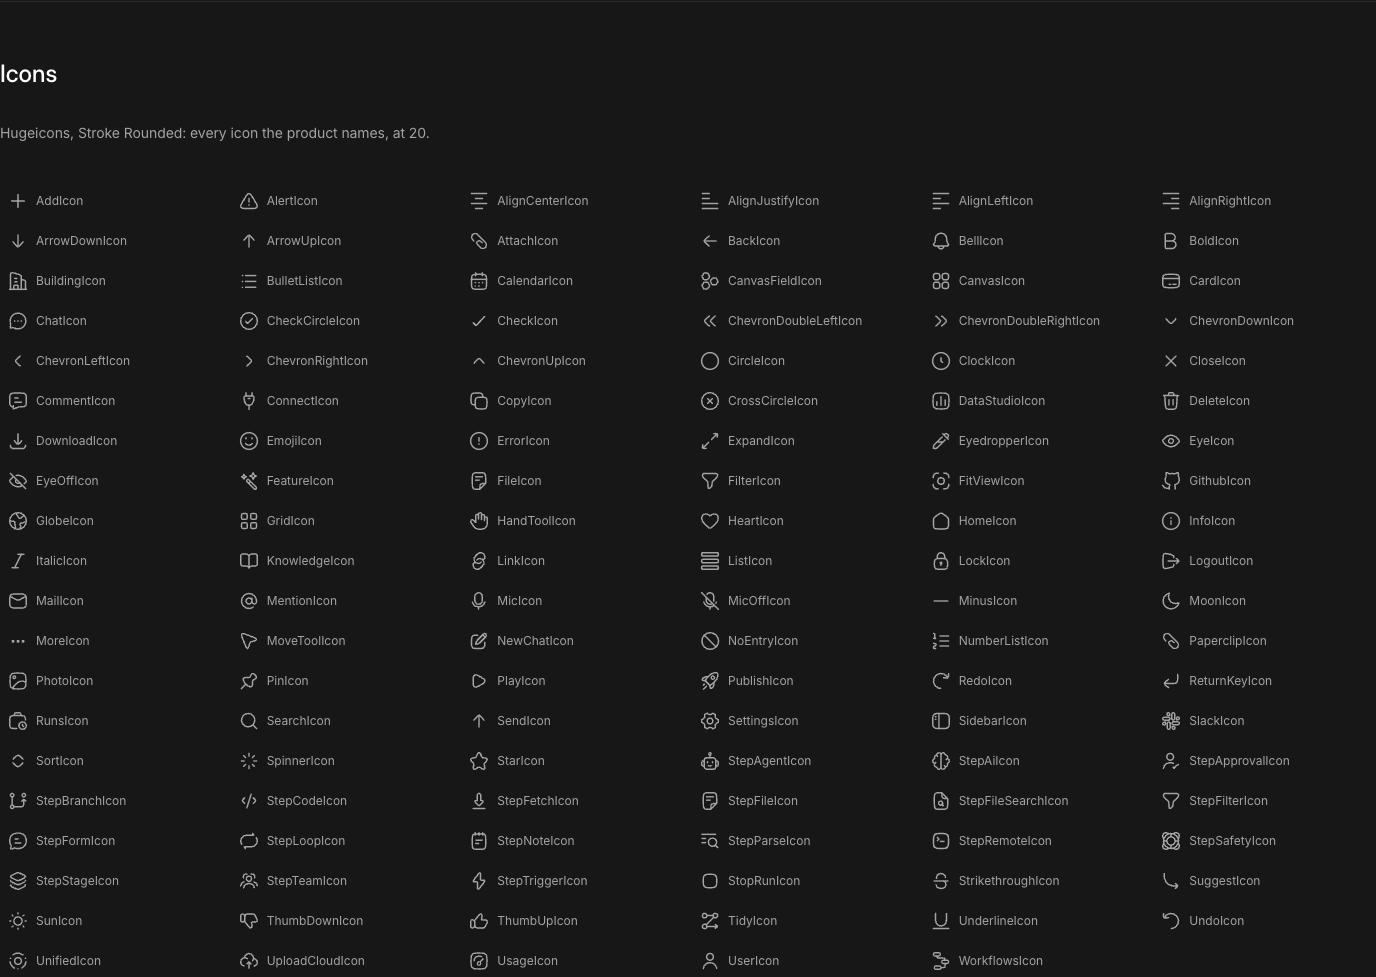 Icons
Hugeicons, Stroke Rounded: every icon the product names, at 20.
AddIcon AlertIcon AlignCenterIcon AlignJustifyIcon AlignLeftIcon AlignRightIcon
ArrowDownIcon ArrowUpIcon AttachIcon BackIcon BellIcon BoldIcon
BuildingIcon BulletListIcon CalendarIcon CanvasFieldIcon CanvasIcon CardIcon
ChatIcon CheckCircleIcon CheckIcon ChevronDoubleLeftIcon ChevronDoubleRightIcon ChevronDownIcon
ChevronLeftIcon ChevronRightIcon ChevronUpIcon CircleIcon ClockIcon CloseIcon
CommentIcon ConnectIcon CopyIcon CrossCircleIcon DataStudioIcon DeleteIcon
DownloadIcon EmojiIcon ErrorIcon ExpandIcon EyedropperIcon EyeIcon
EyeOffIcon FeatureIcon FileIcon FilterIcon FitViewIcon GithubIcon
GlobeIcon GridIcon HandToolIcon HeartIcon HomeIcon InfoIcon
ItalicIcon KnowledgeIcon LinkIcon ListIcon LockIcon LogoutIcon
MailIcon MentionIcon MicIcon MicOffIcon MinusIcon MoonIcon
MoreIcon MoveToolIcon NewChatIcon NoEntryIcon NumberListIcon PaperclipIcon
PhotoIcon PinIcon PlayIcon PublishIcon RedoIcon ReturnKeyIcon
RunsIcon SearchIcon SendIcon SettingsIcon SidebarIcon SlackIcon
SortIcon SpinnerIcon StarIcon StepAgentIcon StepAiIcon StepApprovalIcon
StepBranchIcon StepCodeIcon StepFetchIcon StepFileIcon StepFileSearchIcon StepFilterIcon
StepFormIcon StepLoopIcon StepNoteIcon StepParseIcon StepRemoteIcon StepSafetyIcon
StepStageIcon StepTeamIcon StepTriggerIcon StopRunIcon StrikethroughIcon SuggestIcon
SunIcon ThumbDownIcon ThumbUpIcon TidyIcon UnderlineIcon UndoIcon
UnifiedIcon UploadCloudIcon UsageIcon UserIcon WorkflowsIcon